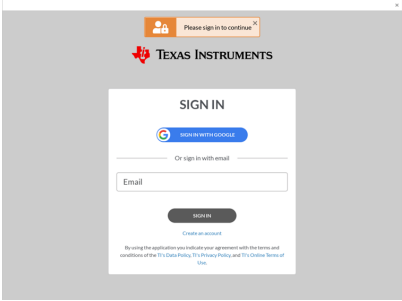 Please sign in to continue
TEXAS INSTRUMENTS
SIGN IN
SIGN IN WITH GOOGLE
Or sign in with email
Email
SIGN IN
Create an account
By using the application you indicate your agreement with the terms and
conditions of the TI's Data Policy, TI's Privacy Policy, and TI's Online Terms of
Use.